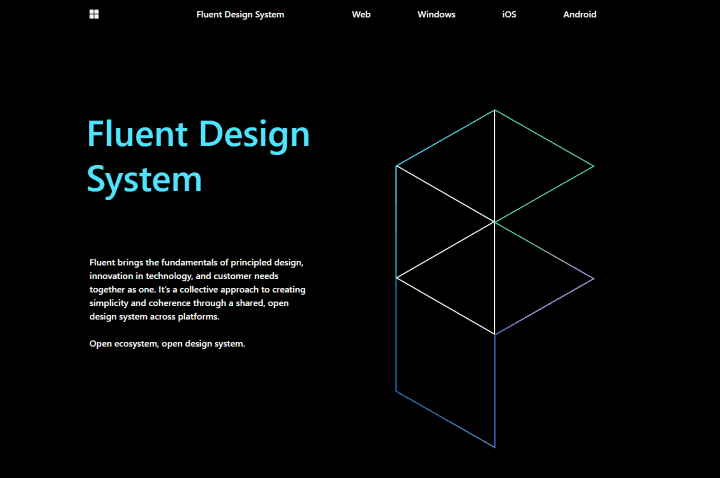 Fluent Design System Web Windows iOS Android
Fluent Design
System
Fluent brings the fundamentals of principled design,
innovation in technology, and customer needs
together as one. It's a collective approach to creating
simplicity and coherence through a shared, open
design system across platforms.
Open ecosystem, open design system.